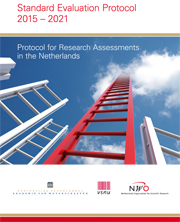 Standard Evaluation Protocol
2015 – 2021
Protocol for Research Assessments
in the Netherlands
vsnu
NWO